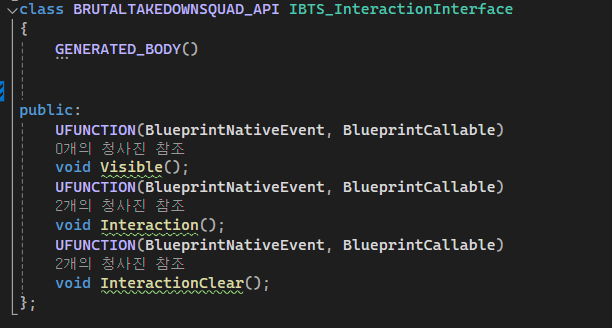 class BRUTALTAKEDOWNSQUAD_API IBTS_InteractionInterface
{
GENERATED_BODY()
public:
UFUNCTION(BlueprintNativeEvent, BlueprintCallable)
0개의 청사진 참조
void Visible();
UFUNCTION(BlueprintNativeEvent, BlueprintCallable)
2개의 청사진 참조
void Interaction();
UFUNCTION(BlueprintNativeEvent, BlueprintCallable)
2개의 청사진 참조
void InteractionClear();
};